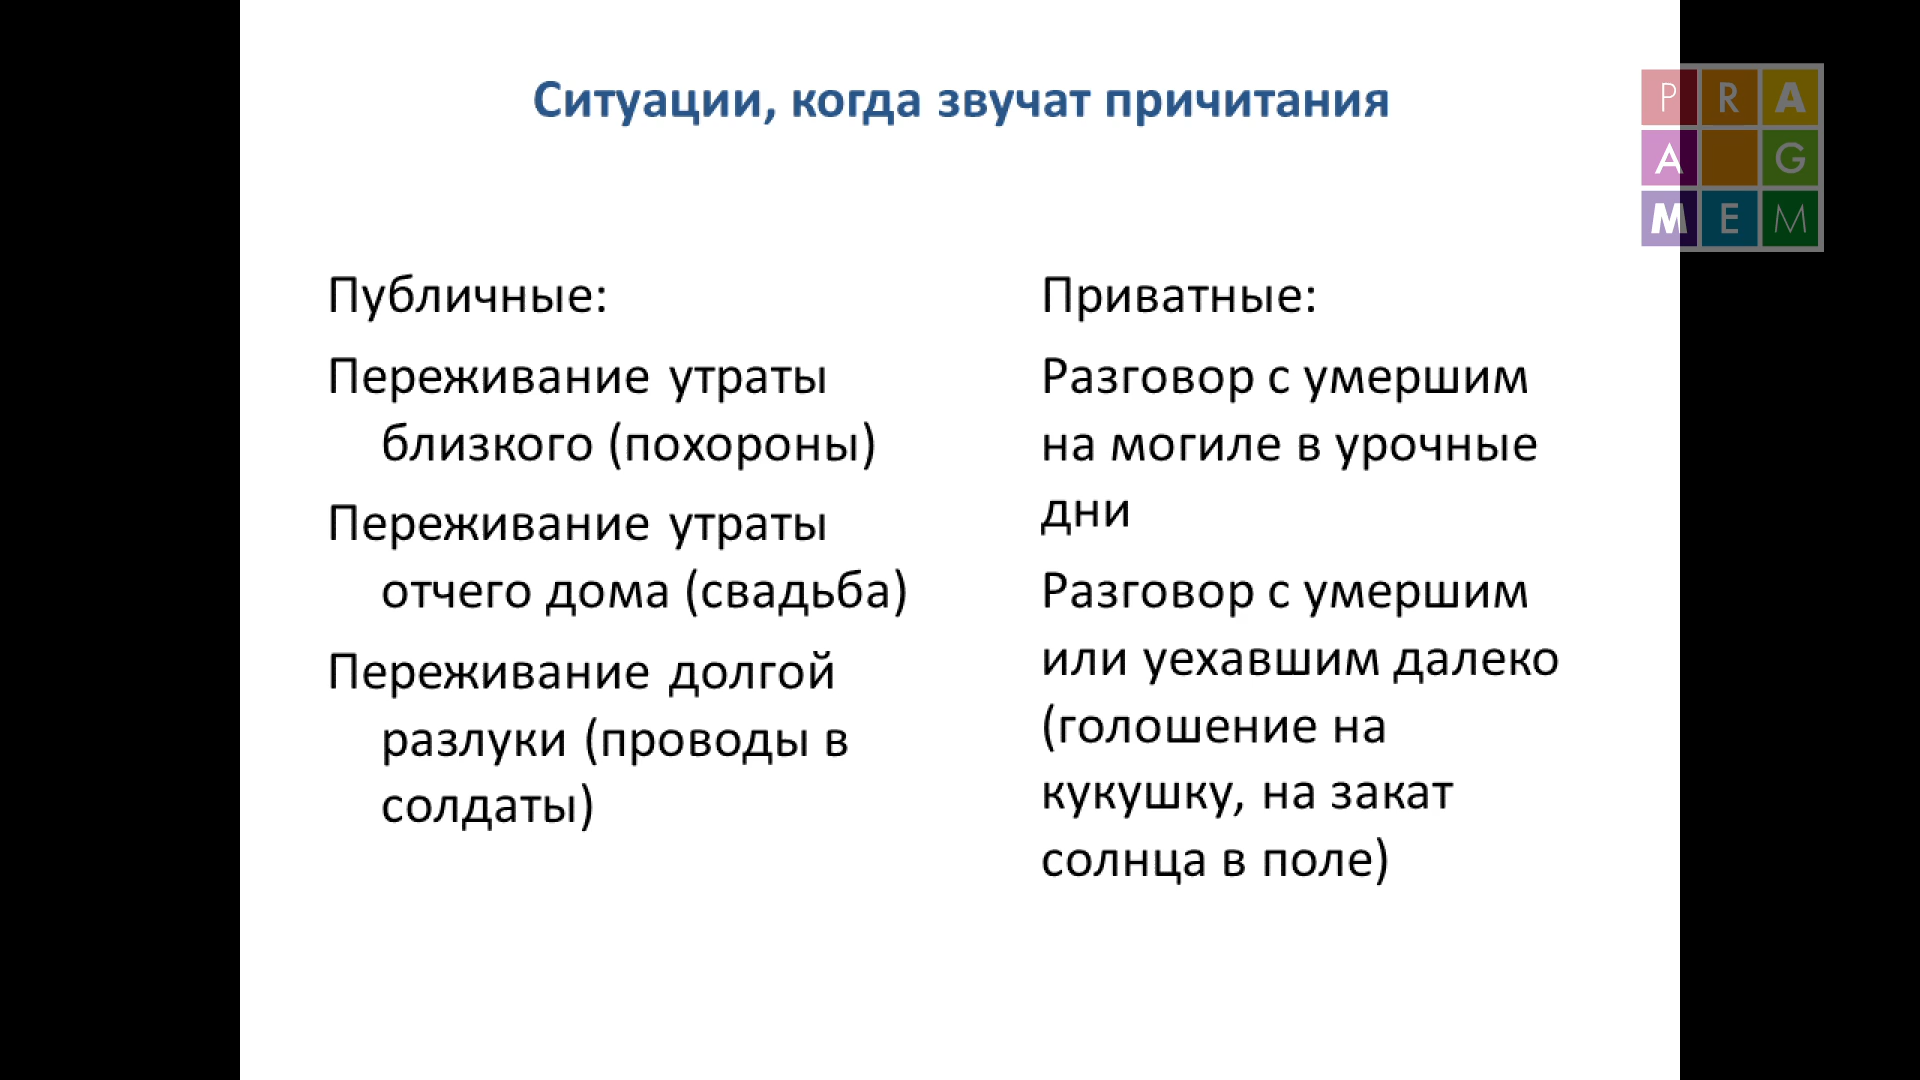 Ситуации, когда звучат причитания
P R A
A G
M E M
Публичные:
Переживание утраты
близкого (похороны)
Переживание утраты
отчего дома (свадьба)
Переживание долгой
разлуки (проводы в
солдаты)
Приватные:
Разговор с умершим
на могиле в урочные
дни
Разговор с умершим
или уехавшим далеко
(голошение на
кукушку, на закат
солнца в поле)